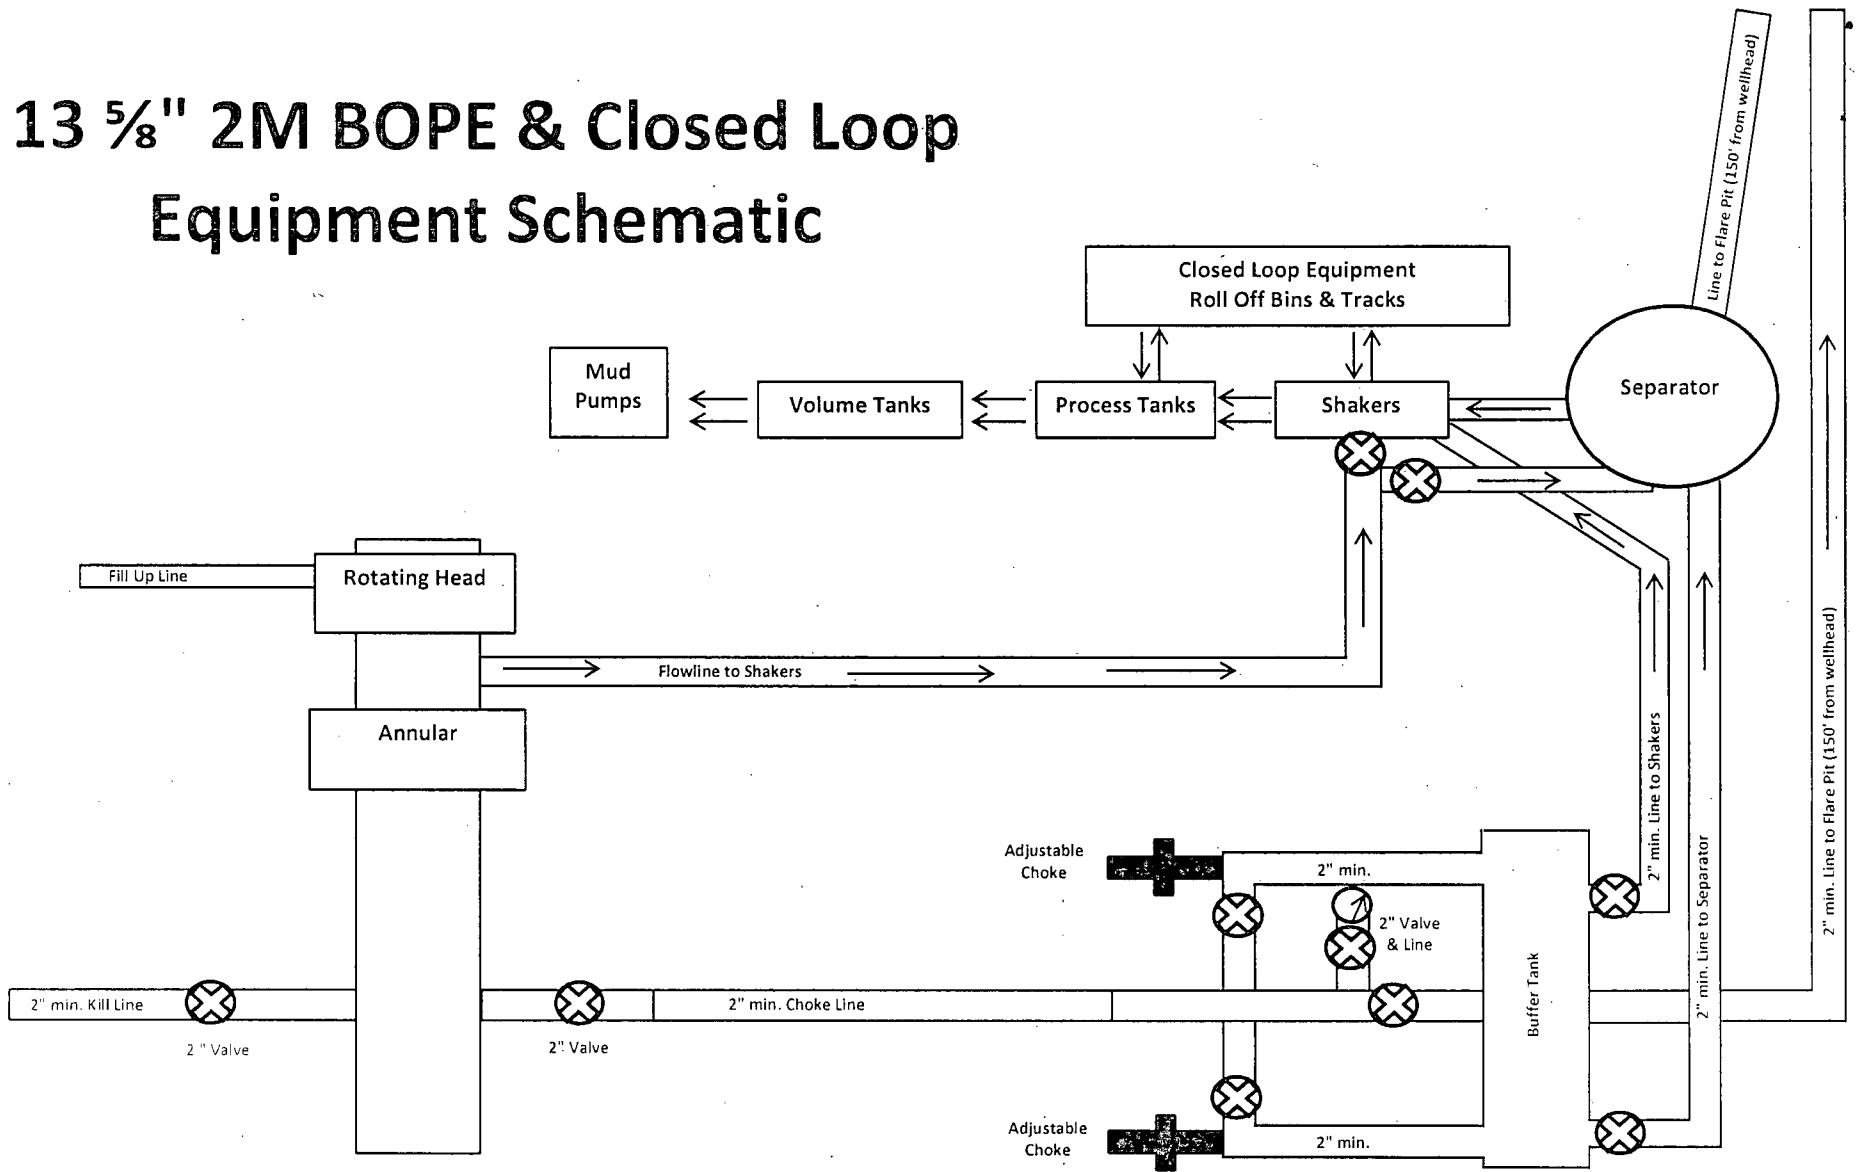 13 ⅝" 2M BOPE & Closed Loop
Equipment Schematic
Line to Flare Pit (150' from wellhead)
Closed Loop Equipment
Roll Off Bins & Tracks
Mud
Pumps
Volume Tanks
Process Tanks
Shakers
Separator
Fill Up Line
Rotating Head
Flowline to Shakers
Annular
2" min. Line to Shakers
2" min. Line to Separator
2" min. Line to Flare Pit (150' from wellhead)
Adjustable
Choke
2" min.
2" Valve
& Line
Buffer Tank
2" min. Kill Line
2" min. Choke Line
2 " Valve
2" Valve
Adjustable
Choke
2" min.